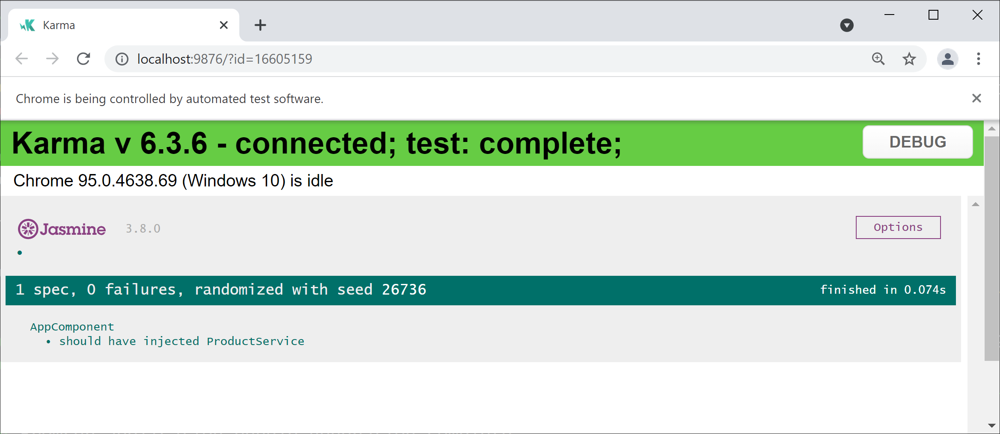 Karma
localhost:9876/?id=16605159
Chrome is being controlled by automated test software.
Karma v 6.3.6 - connected; test: complete;
DEBUG
Chrome 95.0.4638.69 (Windows 10) is idle
Jasmine 3.8.0
Options
1 spec, 0 failures, randomized with seed 26736
finished in 0.074s
AppComponent
• should have injected ProductService